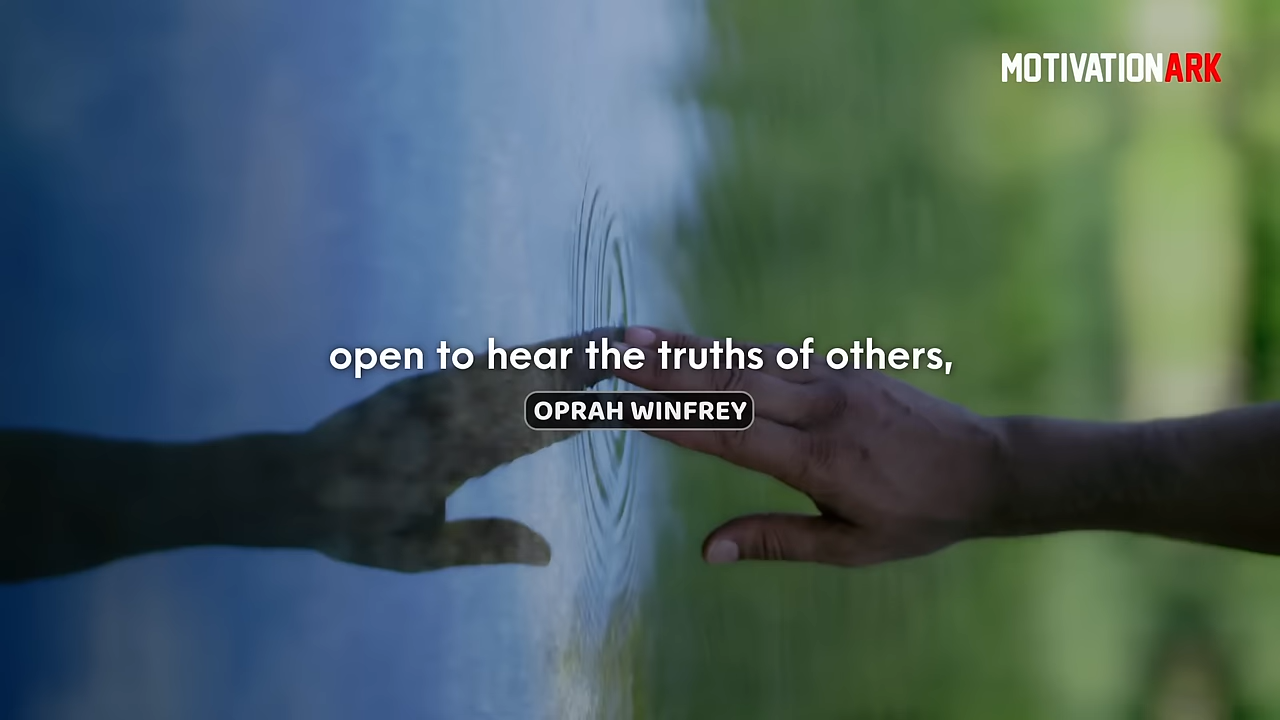 MOTIVATIONARK
open to hear the truths of others,
OPRAH WINFREY